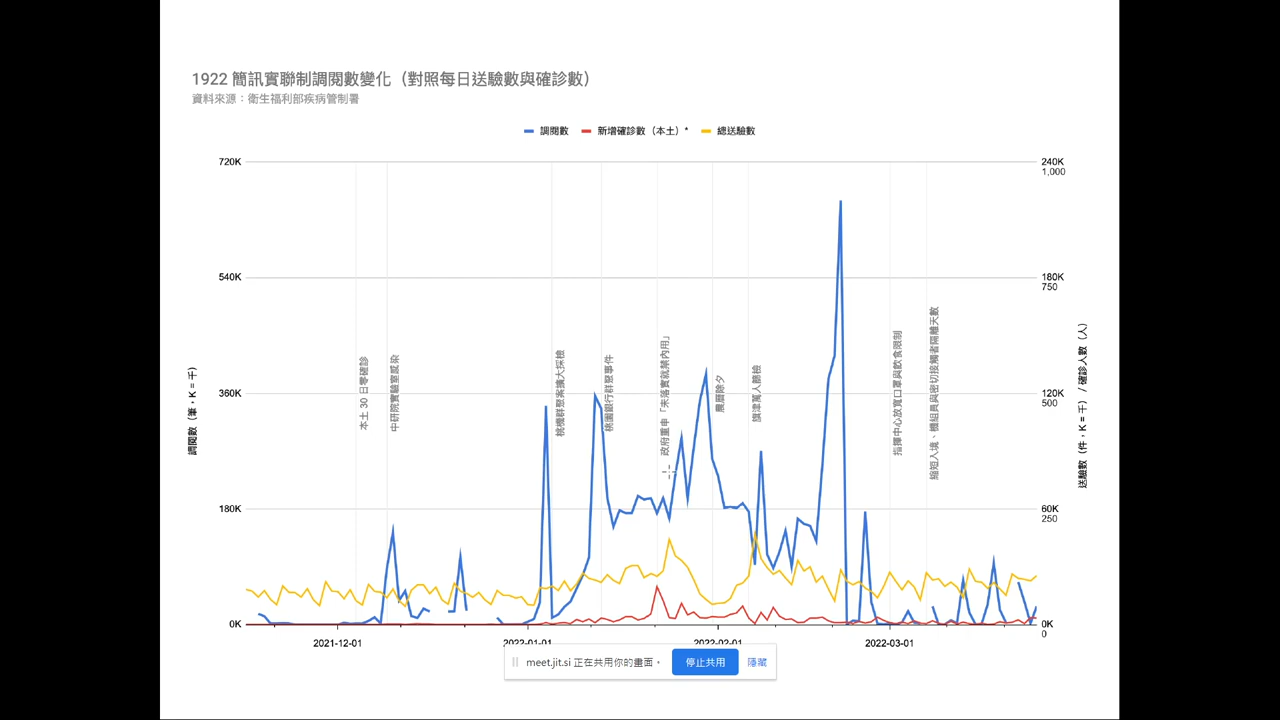 1922 簡訊實聯制調閱數變化（對照每日送驗數與確診數）
資料來源：衛生福利部疾病管制署
調閱數
新增確診數（本土）*
總送驗數
720K
540K
360K
180K
0K
240K
1,000
180K
750
120K
500
60K
250
0K
0
調閱數（筆，K = 千）
送驗數（件，K = 千）/ 確診人數（人）
本土 30 日零確診
中研院實驗室感染
桃機群聚案擴大採檢
桃園銀行群聚事件
政府重申「未落實就禁內用」
農曆除夕
旗津萬人篩檢
指揮中心放寬口罩與飲食限制
縮短入境、機組員與密切接觸者隔離天數
2021-12-01
2022-01-01
2022-02-01
2022-03-01
meet.jit.si 正在共用你的畫面。
停止共用
隱藏